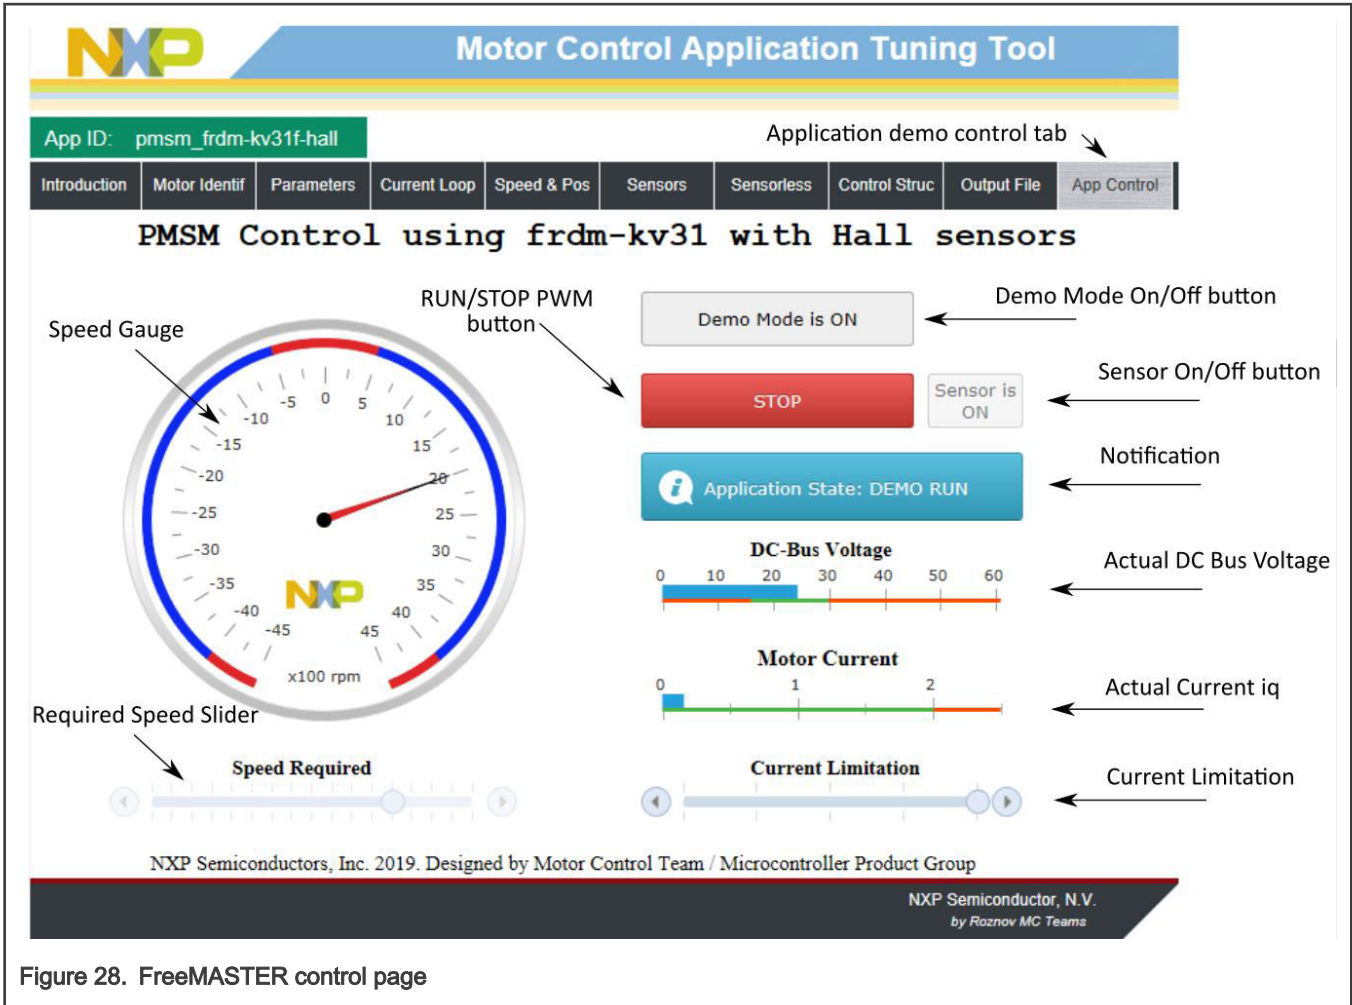 NXP
Motor Control Application Tuning Tool
App ID: pmsm_frdm-kv31f-hall
Application demo control tab
Introduction Motor Identif Parameters Current Loop Speed & Pos Sensors Sensorless Control Struc Output File App Control
PMSM Control using frdm-kv31 with Hall sensors
Speed Gauge
RUN/STOP PWM
button
Demo Mode is ON
Demo Mode On/Off button
STOP
Sensor is
ON
Sensor On/Off button
Application State: DEMO RUN
Notification
-45
-40
-35
-30
-25
-20
-15
-10
-5
0
5
10
15
20
25
30
35
40
45
NXP
x100 rpm
DC-Bus Voltage
0 10 20 30 40 50 60
Actual DC Bus Voltage
Motor Current
0 1 2
Actual Current iq
Required Speed Slider
Speed Required
Current Limitation
Current Limitation
NXP Semiconductors, Inc. 2019. Designed by Motor Control Team / Microcontroller Product Group
NXP Semiconductor, N.V.
by Roznov MC Teams
Figure 28. FreeMASTER control page